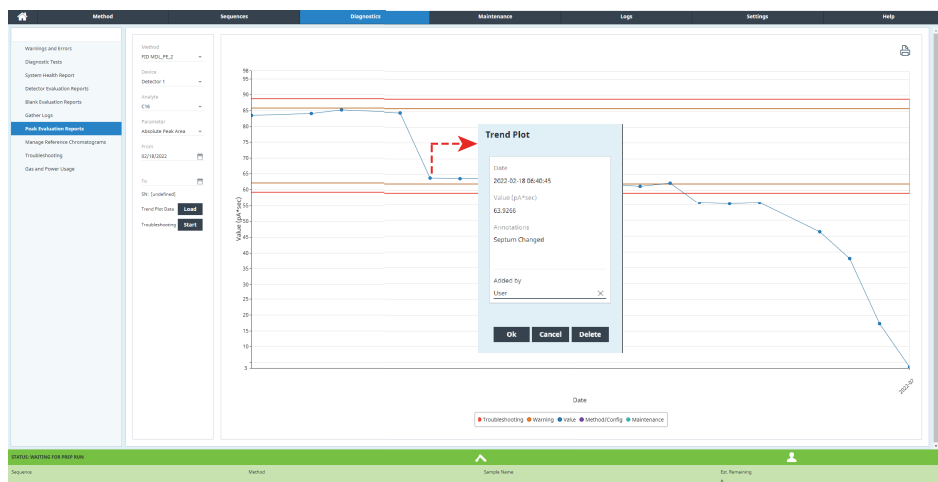 Method Sequences Diagnostics Maintenance Logs Settings Help
Warnings and Errors
Diagnostic Tests
System Health Report
Detector Evaluation Reports
Blank Evaluation Reports
Gather Logs
Peak Evaluation Reports
Manage Reference Chromatograms
Troubleshooting
Gas and Power Usage
Method
FID MDL_PE_2
Device
Detector 1
Analyte
C16
Parameter
Absolute Peak Area
From
02/18/2022
To
SN: [undefined]
Trend Plot Data Load
Troubleshooting Start
Value (pA*sec)
98
95
90
85
80
75
70
65
60
55
50
45
40
35
30
25
20
15
10
3
Trend Plot
Date
2022-02-18 06:40:45
Value (pA*sec)
63.9266
Annotations
Septum Changed
Added by
User
Ok Cancel Delete
2022-07
Date
Troubleshooting Warning Value Method/Config Maintenance
STATUS: WAITING FOR PREP RUN
Sequence Method Sample Name Est. Remaining